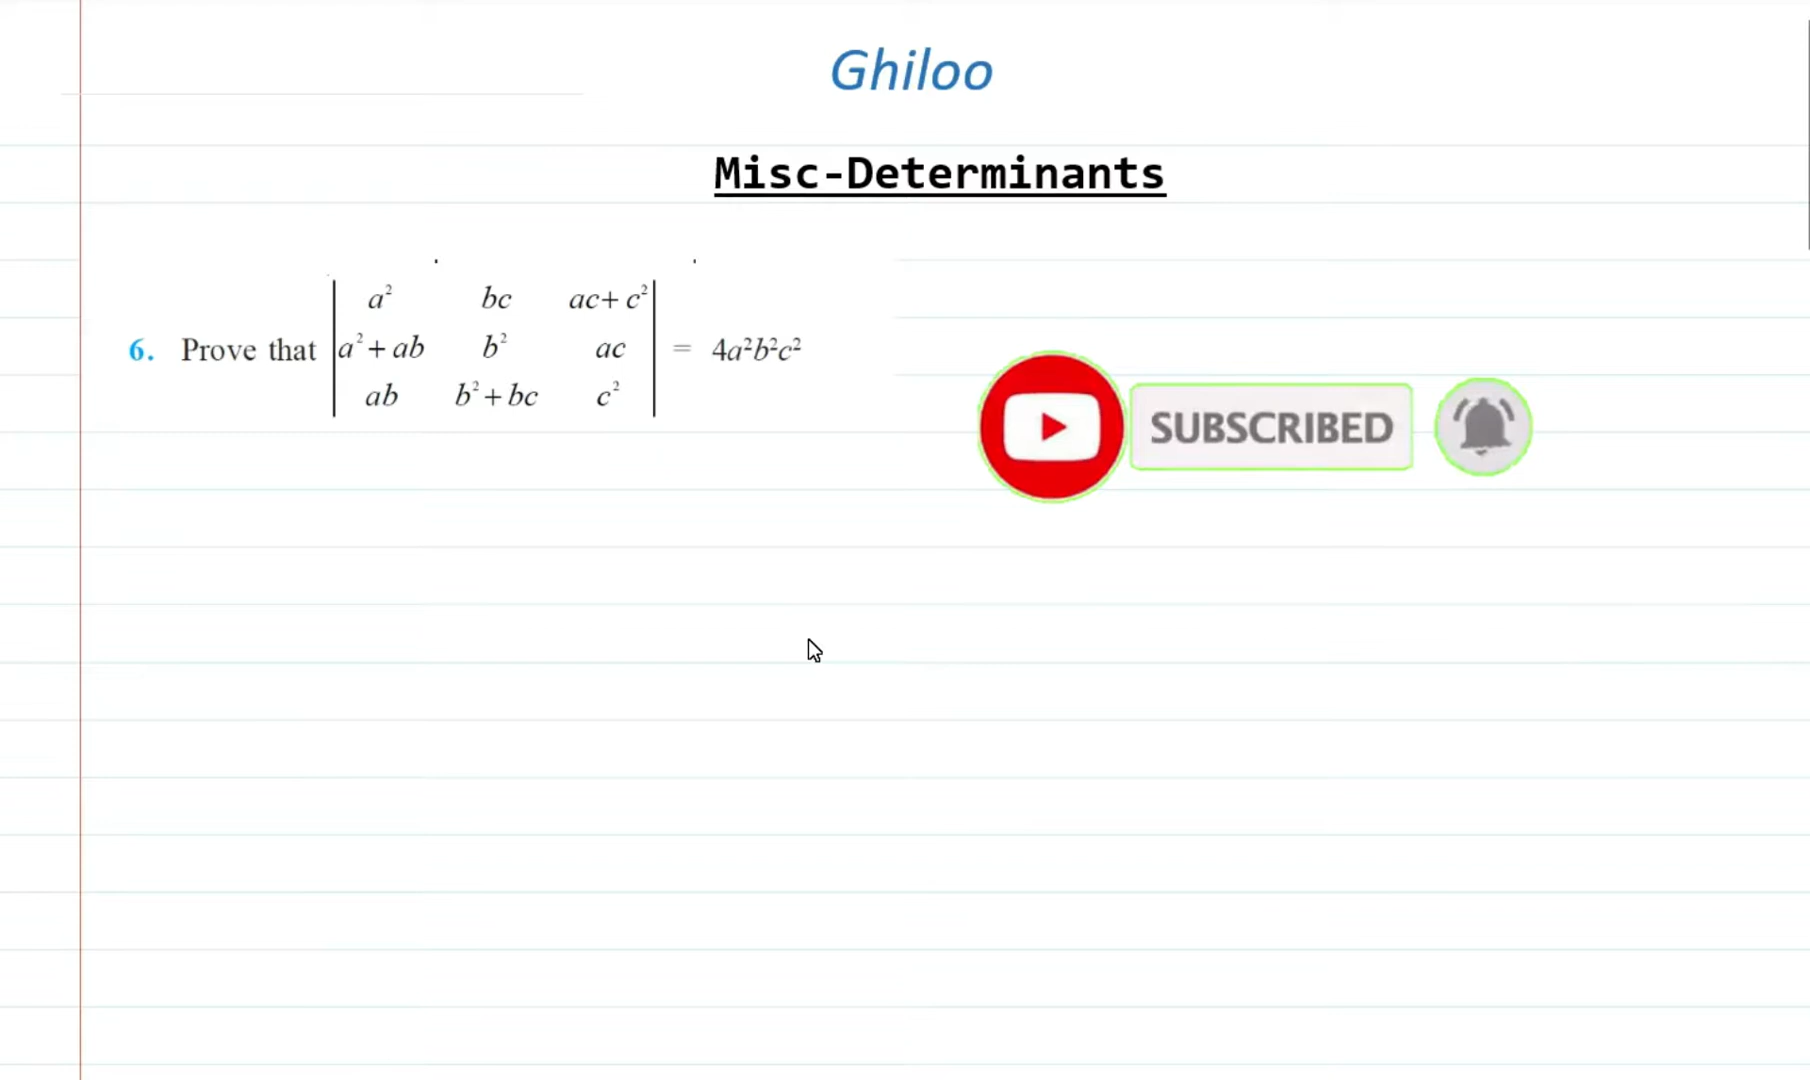 Ghiloo
Misc-Determinants
a² bc ac+ c²
6. Prove that a² + ab b² ac = 4a²b²c²
ab b² + bc c²
SUBSCRIBED